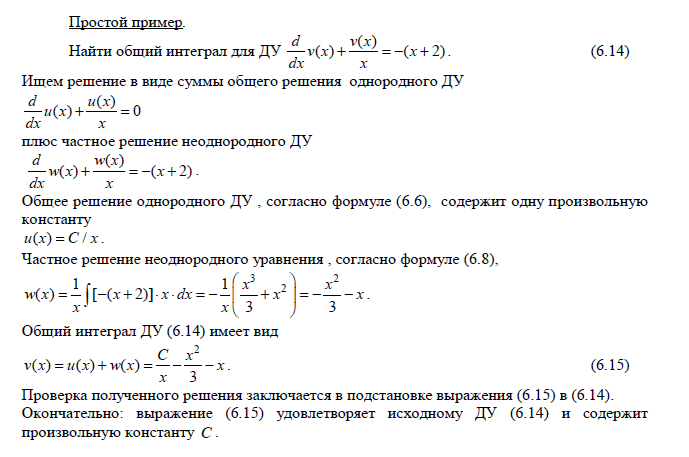 Простой пример.
Найти общий интеграл для ДУ \frac{d}{dx}v(x)+\frac{v(x)}{x}=-(x+2). (6.14)
Ищем решение в виде суммы общего решения однородного ДУ
\frac{d}{dx}u(x)+\frac{u(x)}{x}=0
плюс частное решение неоднородного ДУ
\frac{d}{dx}w(x)+\frac{w(x)}{x}=-(x+2).
Общее решение однородного ДУ , согласно формуле (6.6), содержит одну произвольную
константу
u(x)=C/x.
Частное решение неоднородного уравнения , согласно формуле (6.8),
w(x)=\frac{1}{x}\int[-(x+2)]\cdot x\cdot dx=-\frac{1}{x}\left(\frac{x^3}{3}+x^2\right)=-\frac{x^2}{3}-x.
Общий интеграл ДУ (6.14) имеет вид
v(x)=u(x)+w(x)=\frac{C}{x}-\frac{x^2}{3}-x. (6.15)
Проверка полученного решения заключается в подстановке выражения (6.15) в (6.14).
Окончательно: выражение (6.15) удовлетворяет исходному ДУ (6.14) и содержит
произвольную константу C .